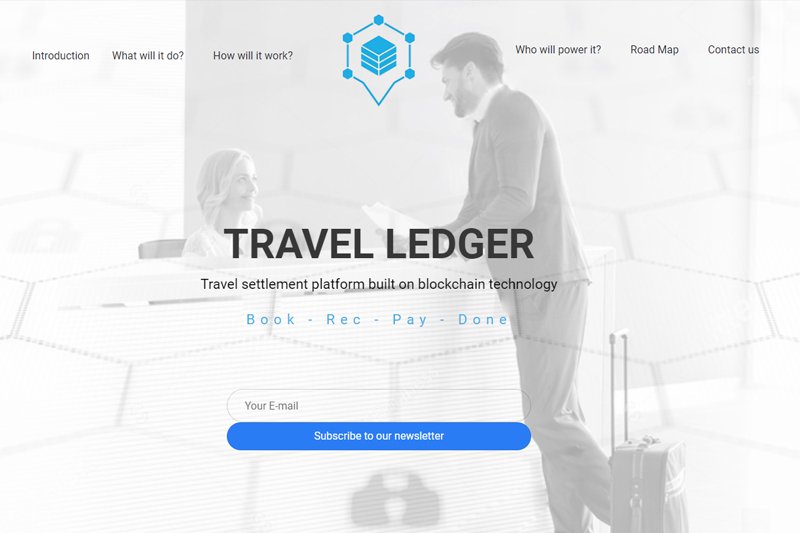 Introduction
What will it do?
How will it work?
Who will power it?
Road Map
Contact us
TRAVEL LEDGER
Travel settlement platform built on blockchain technology
Book - Rec - Pay - Done
Your E-mail
Subscribe to our newsletter